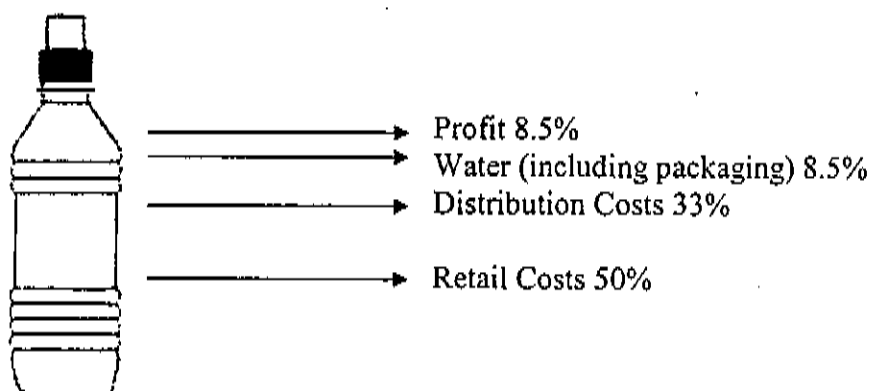 Profit 8.5%
Water (including packaging) 8.5%
Distribution Costs 33%
Retail Costs 50%